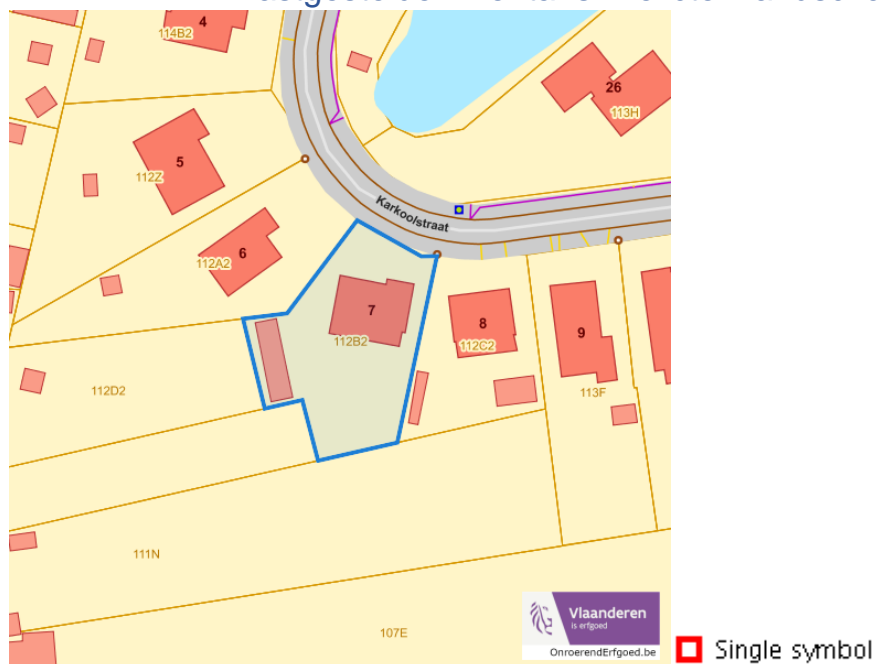 4
114B2
26
113H
5
112Z
Karkoolstraat
6
112A2
7
112B2
8
112C2
9
113F
112D2
111N
107E
Vlaanderen
is erfgoed
OnroerendErfgoed.be
Single symbol